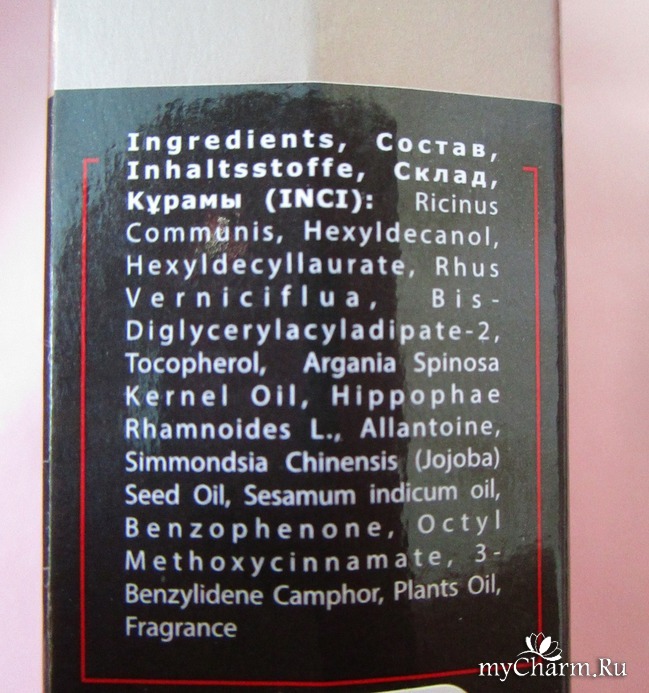 Ingredients, Состав,
Inhaltsstoffe, Склад,
Құрамы (INCI): Ricinus
Communis, Hexyldecanol,
Hexyldecyllaurate, Rhus
Verniciflua, Bis-
Diglycerylacyladipate-2,
Tocopherol, Argania Spinosa
Kernel Oil, Hippophae
Rhamnoides L., Allantoine,
Simmondsia Chinensis (Jojoba)
Seed Oil, Sesamum indicum oil,
Benzophenone, Octyl
Methoxycinnamate, 3-
Benzylidene Camphor, Plants Oil,
Fragrance
myCharm.Ru